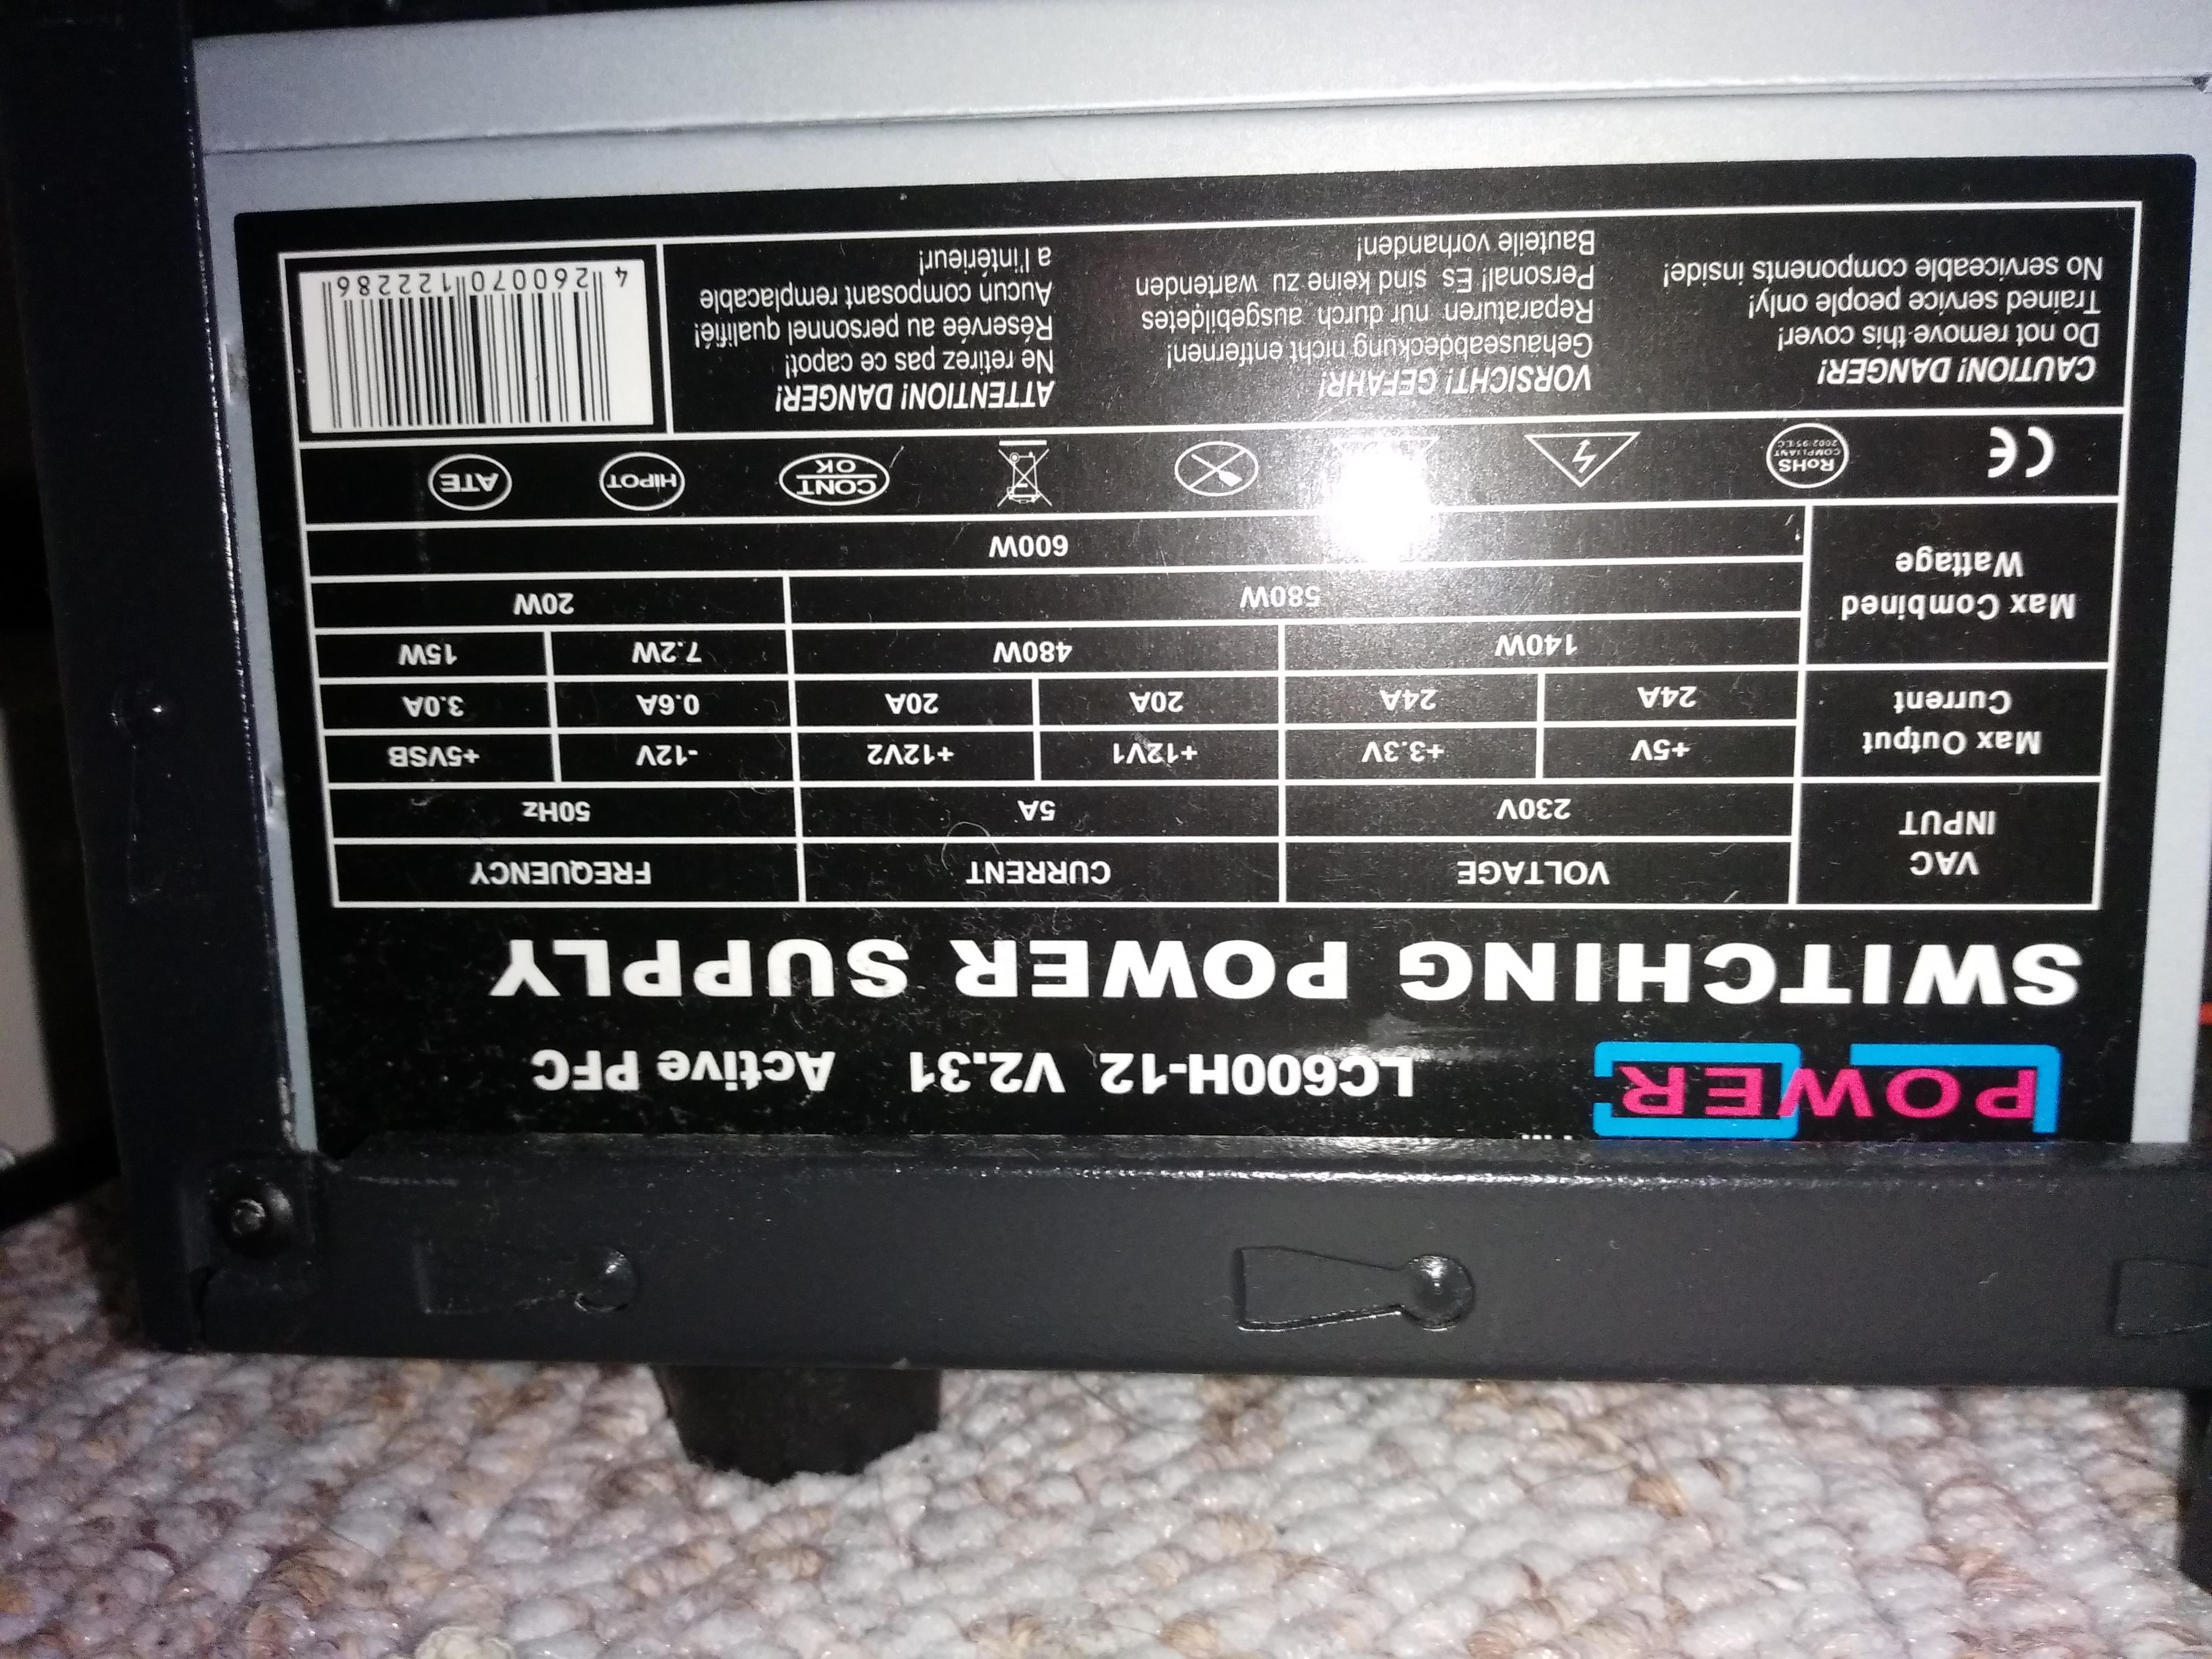 POWER
LC600H-12 V2.31 Active PFC
SWITCHING POWER SUPPLY
VAC INPUT
VOLTAGE CURRENT FREQUENCY
230V 5A 50Hz
Max Output Current
+5V +3.3V +12V1 +12V2 -12V +5VSB
24A 24A 20A 20A 0.6A 3.0A
Max Combined Wattage
140W 480W 7.2W 15W
580W 20W
600W
CE
RoHS
COMPLIANT
2002/95/EC
CONT
OK
HIPOT
ATE
CAUTION! DANGER!
Do not remove this cover!
Trained service people only!
No serviceable components inside!
VORSICHT! GEFAHR!
Gehäuseabdeckung nicht entfernen!
Reparaturen nur durch ausgebildetes
Personal! Es sind keine zu wartenden
Bauteile vorhanden!
ATTENTION! DANGER!
Ne retirez pas ce capot!
Réservée au personnel qualifié!
Aucun composant remplacable
a l'intérieur!
4 260070 122286